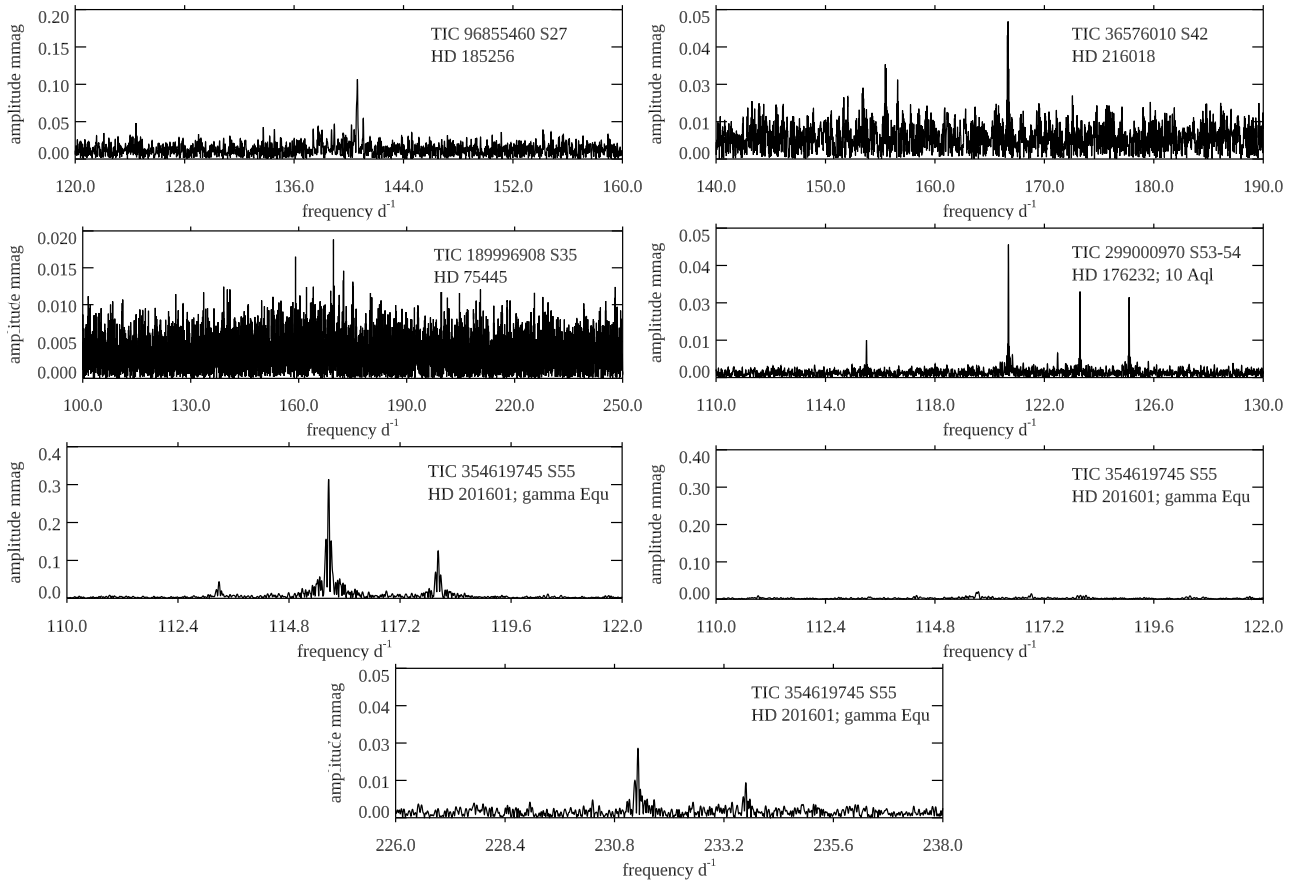 0.20
0.15
0.10
0.05
0.00
amplitude mmag
TIC 96855460 S27
HD 185256
120.0 128.0 136.0 144.0 152.0 160.0
frequency d-1
0.05
0.04
0.03
0.01
0.00
amplitude mmag
TIC 36576010 S42
HD 216018
140.0 150.0 160.0 170.0 180.0 190.0
frequency d-1
0.020
0.015
0.010
0.005
0.000
amplitude mmag
TIC 189996908 S35
HD 75445
100.0 130.0 160.0 190.0 220.0 250.0
frequency d-1
0.05
0.04
0.03
0.01
0.00
amplitude mmag
TIC 299000970 S53-54
HD 176232; 10 Aql
110.0 114.0 118.0 122.0 126.0 130.0
frequency d-1
0.4
0.3
0.2
0.1
0.0
amplitude mmag
TIC 354619745 S55
HD 201601; gamma Equ
110.0 112.4 114.8 117.2 119.6 122.0
frequency d-1
0.40
0.30
0.20
0.10
0.00
amplitude mmag
TIC 354619745 S55
HD 201601; gamma Equ
110.0 112.4 114.8 117.2 119.6 122.0
frequency d-1
0.05
0.04
0.03
0.01
0.00
amplitude mmag
TIC 354619745 S55
HD 201601; gamma Equ
226.0 228.4 230.8 233.2 235.6 238.0
frequency d-1